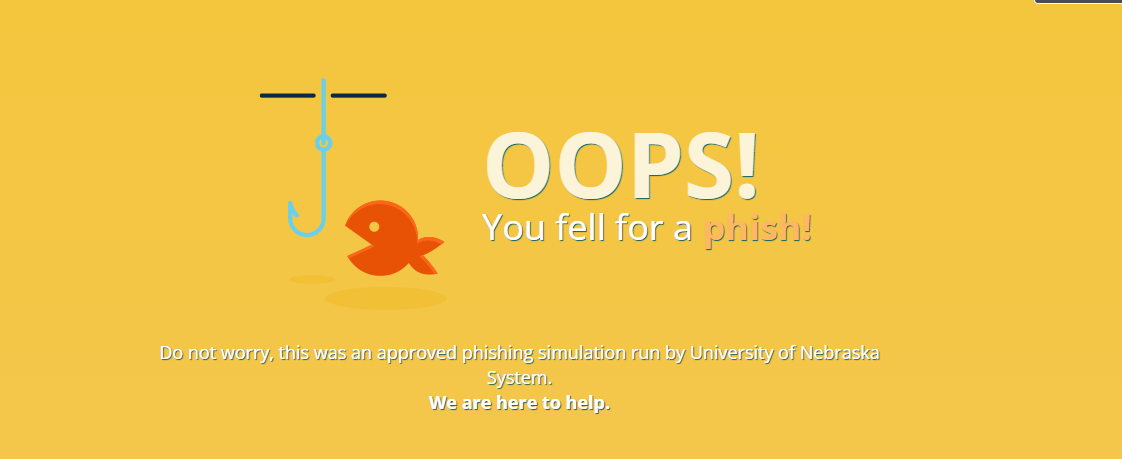 OOPS!
You fell for a phish!
Do not worry, this was an approved phishing simulation run by University of Nebraska
System.
We are here to help.